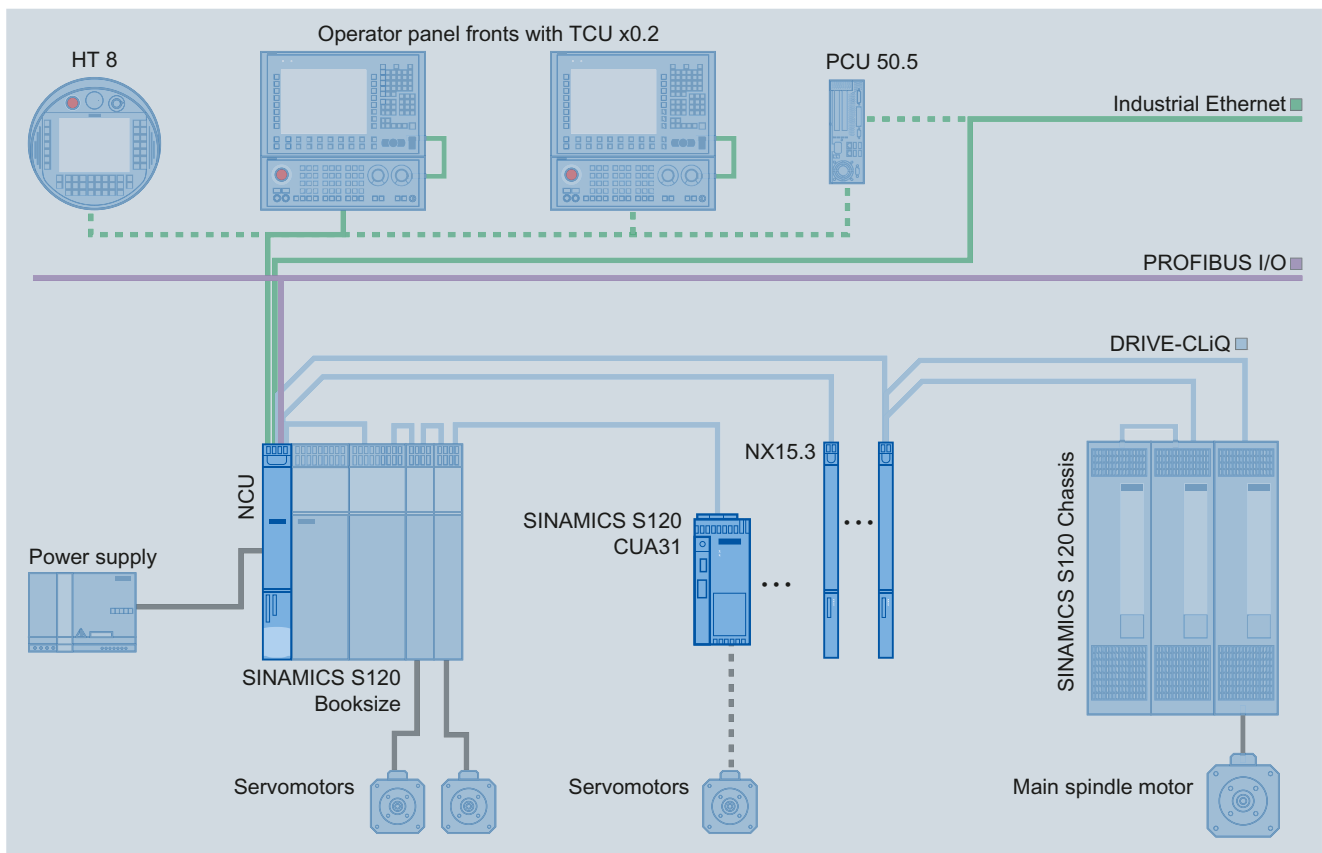 Operator panel fronts with TCU x0.2
HT 8
PCU 50.5
Industrial Ethernet
PROFIBUS I/O
DRIVE-CLiQ
NCU
NX15.3
SINAMICS S120
CUA31
SINAMICS S120 Chassis
Power supply
SINAMICS S120
Booksize
Servomotors
Servomotors
Main spindle motor